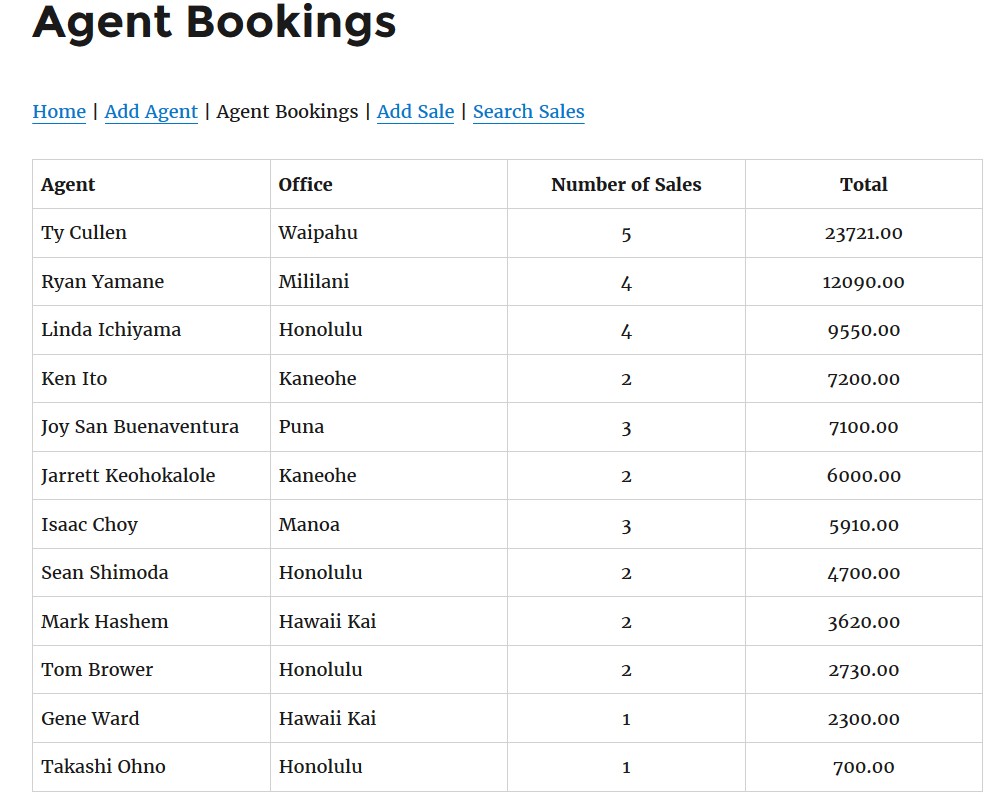 Agent Bookings
Home | Add Agent | Agent Bookings | Add Sale | Search Sales
Agent Office Number of Sales Total
Ty Cullen Waipahu 5 23721.00
Ryan Yamane Mililani 4 12090.00
Linda Ichiyama Honolulu 4 9550.00
Ken Ito Kaneohe 2 7200.00
Joy San Buenaventura Puna 3 7100.00
Jarrett Keohokalole Kaneohe 2 6000.00
Isaac Choy Manoa 3 5910.00
Sean Shimoda Honolulu 2 4700.00
Mark Hashem Hawaii Kai 2 3620.00
Tom Brower Honolulu 2 2730.00
Gene Ward Hawaii Kai 1 2300.00
Takashi Ohno Honolulu 1 700.00